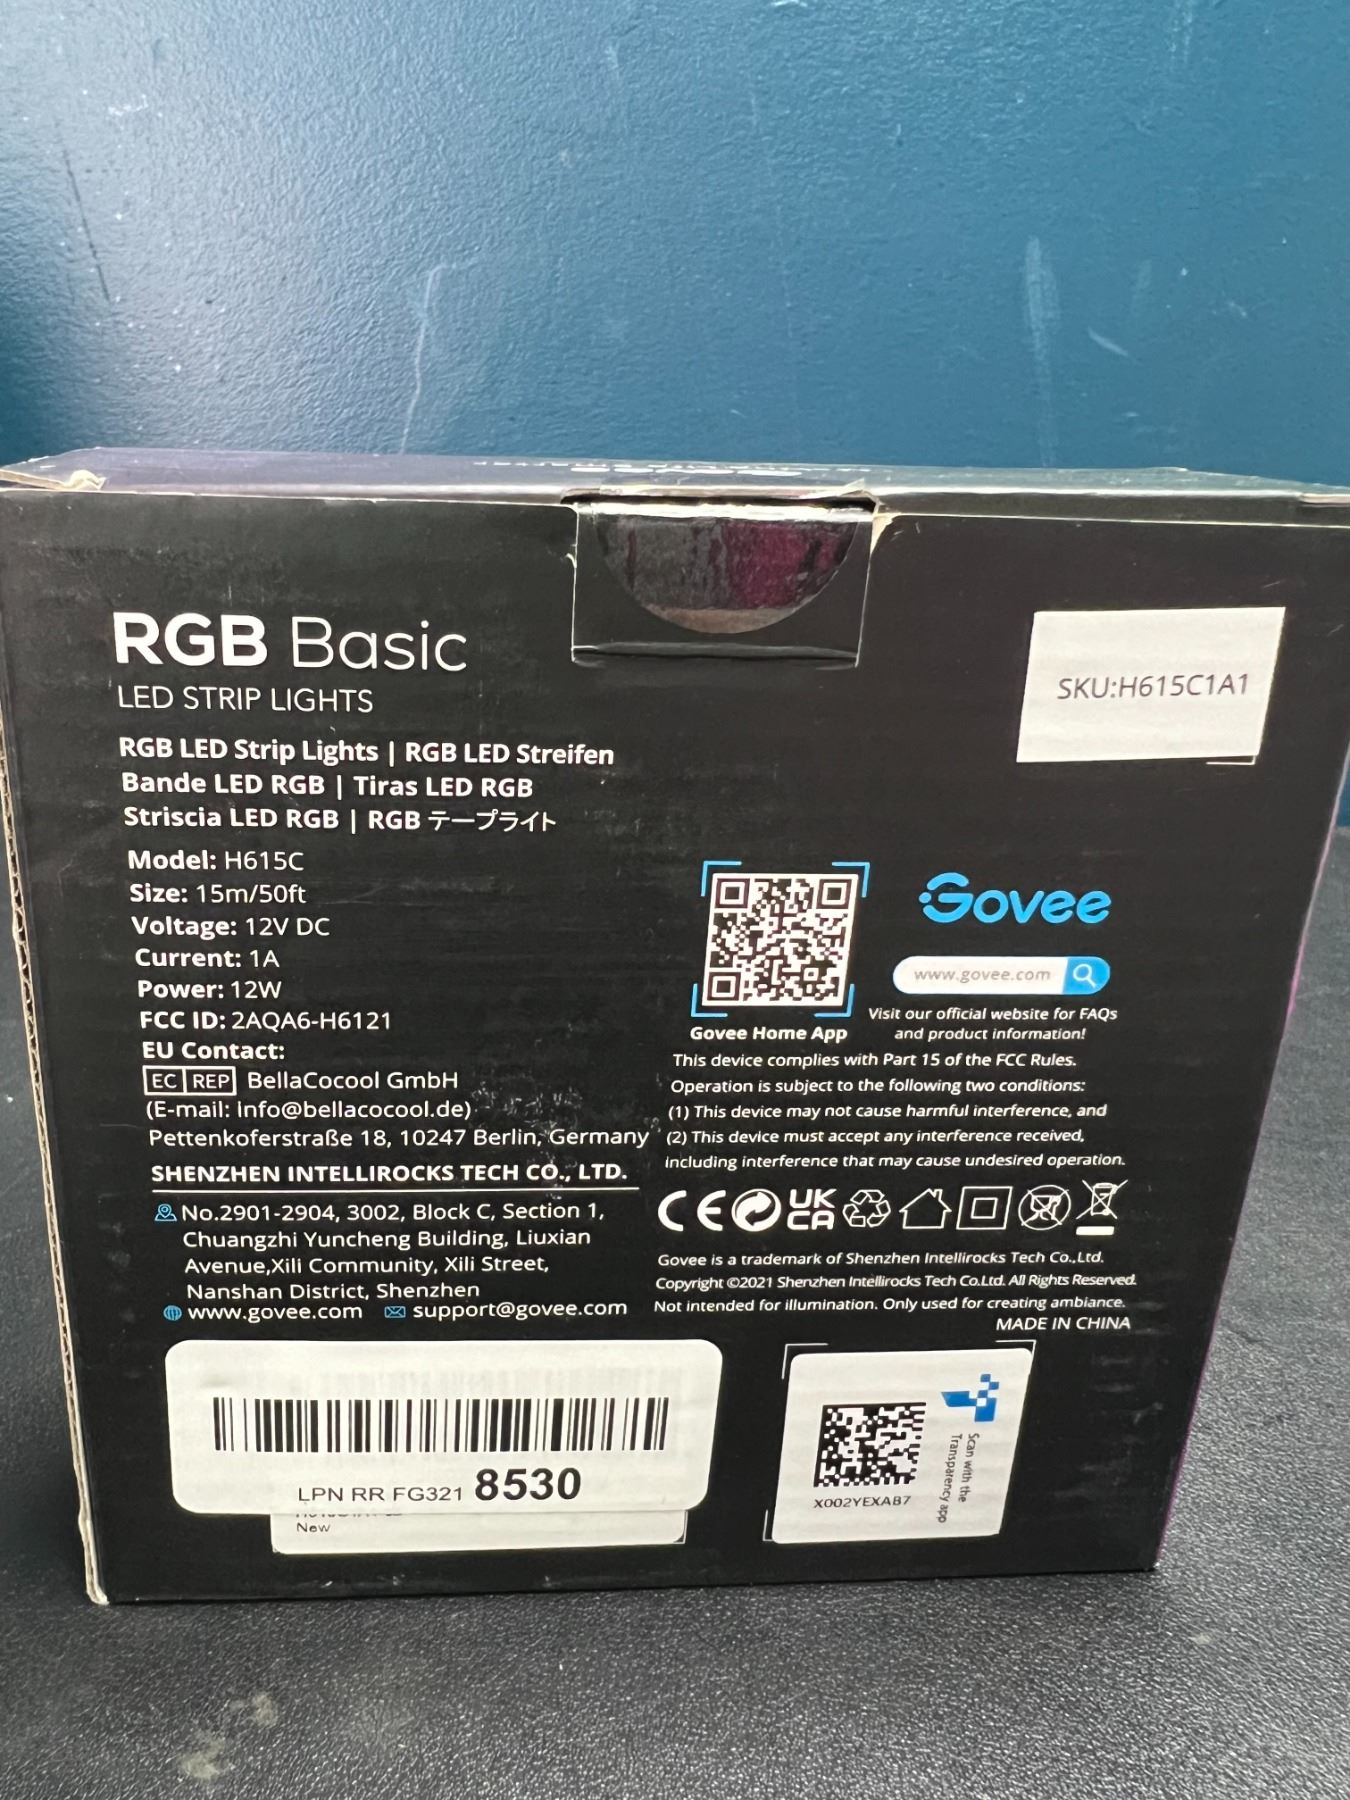 RGB Basic
LED STRIP LIGHTS
RGB LED Strip Lights | RGB LED Streifen
Bande LED RGB | Tiras LED RGB
Striscia LED RGB | RGB テープライト
Model: H615C
Size: 15m/50ft
Voltage: 12V DC
Current: 1A
Power: 12W
FCC ID: 2AQA6-H6121
EU Contact:
EC REP BellaCocool GmbH
(E-mail: info@bellacocool.de)
Pettenkoferstraße 18, 10247 Berlin, Germany
SHENZHEN INTELLIROCKS TECH CO., LTD.
No.2901-2904, 3002, Block C, Section 1,
Chuangzhi Yuncheng Building, Liuxian
Avenue,Xili Community, Xili Street,
Nanshan District, Shenzhen
www.govee.com support@govee.com
SKU:H615C1A1
Govee
www.govee.com
Govee Home App
Visit our official website for FAQs
and product information!
This device complies with Part 15 of the FCC Rules.
Operation is subject to the following two conditions:
(1) This device may not cause harmful interference, and
(2) This device must accept any interference received,
including interference that may cause undesired operation.
CE UK
CA
Govee is a trademark of Shenzhen Intellirocks Tech Co.,Ltd.
Copyright ©2021 Shenzhen Intellirocks Tech Co.Ltd. All Rights Reserved.
Not intended for illumination. Only used for creating ambiance.
MADE IN CHINA
LPN RR FG321 8530
New
X002YEXAB7
Scan with the
Transparency app